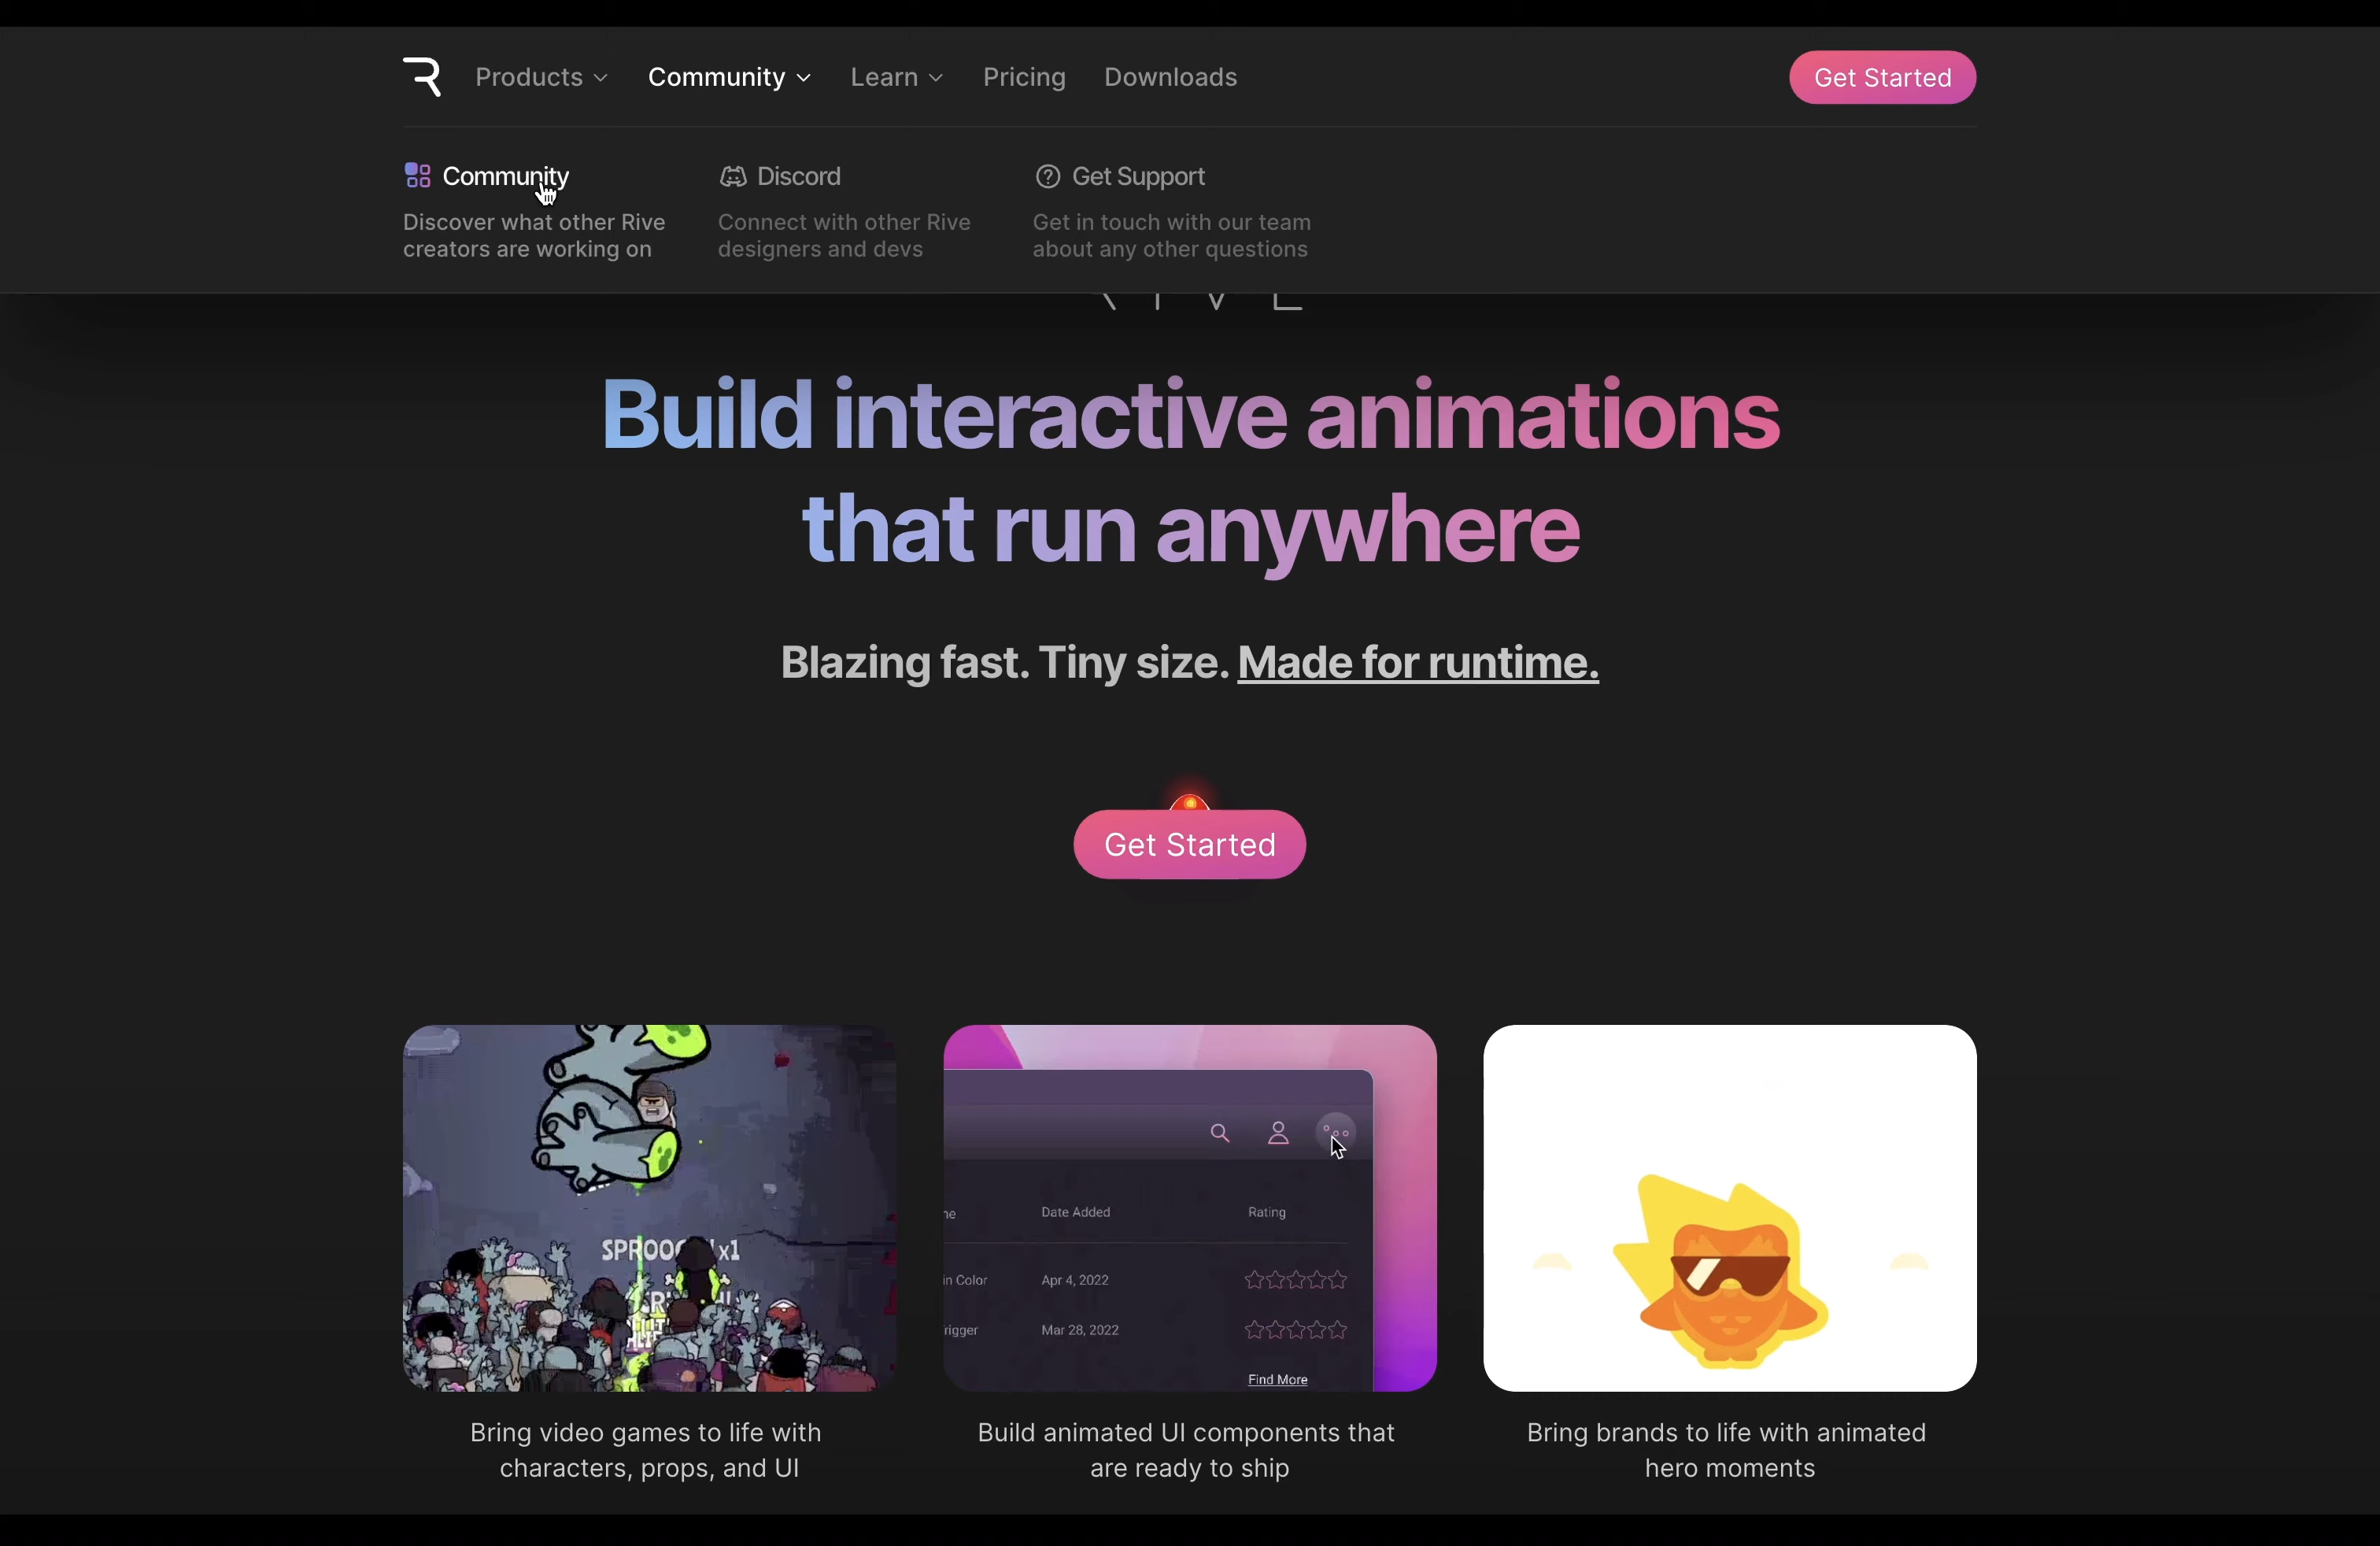 Products
Community
Learn
Pricing
Downloads
Get Started
Community
Discover what other Rive
creators are working on
Discord
Connect with other Rive
designers and devs
Get Support
Get in touch with our team
about any other questions
Build interactive animations
that run anywhere
Blazing fast. Tiny size. Made for runtime.
Get Started
x1
Date Added
Rating
in Color
Apr 4, 2022
Mar 28, 2022
Find More
Bring video games to life with
characters, props, and UI
Build animated UI components that
are ready to ship
Bring brands to life with animated
hero moments